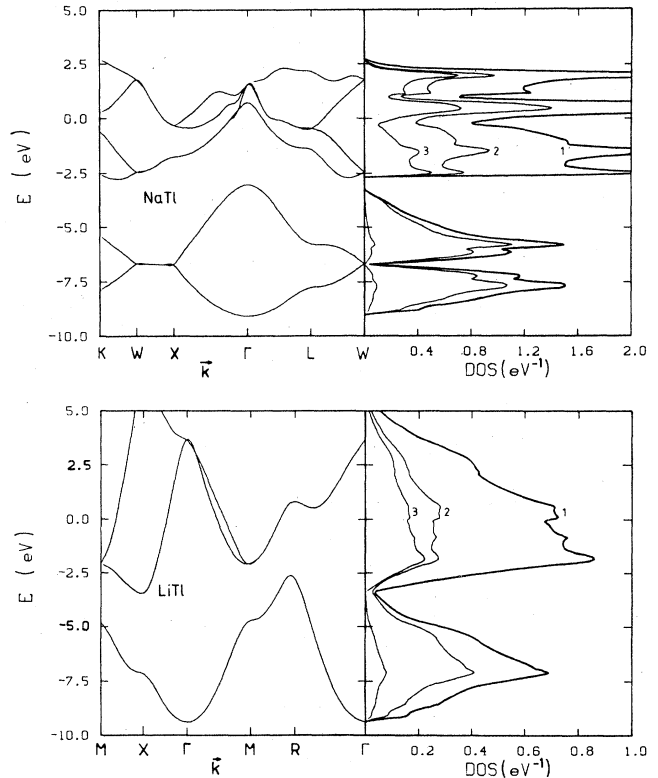 5.0
2.5
0.0
-2.5
-5.0
-7.5
-10.0
E (eV)
NaTl
3
2
1
K W X Γ L W
k
0.4 0.8 1.2 1.6 2.0
DOS(eV⁻¹)
5.0
2.5
0.0
-2.5
-5.0
-7.5
-10.0
E (eV)
LiTl
3
2
1
M X Γ M R Γ
k
0.2 0.4 0.6 0.8 1.0
DOS(eV⁻¹)